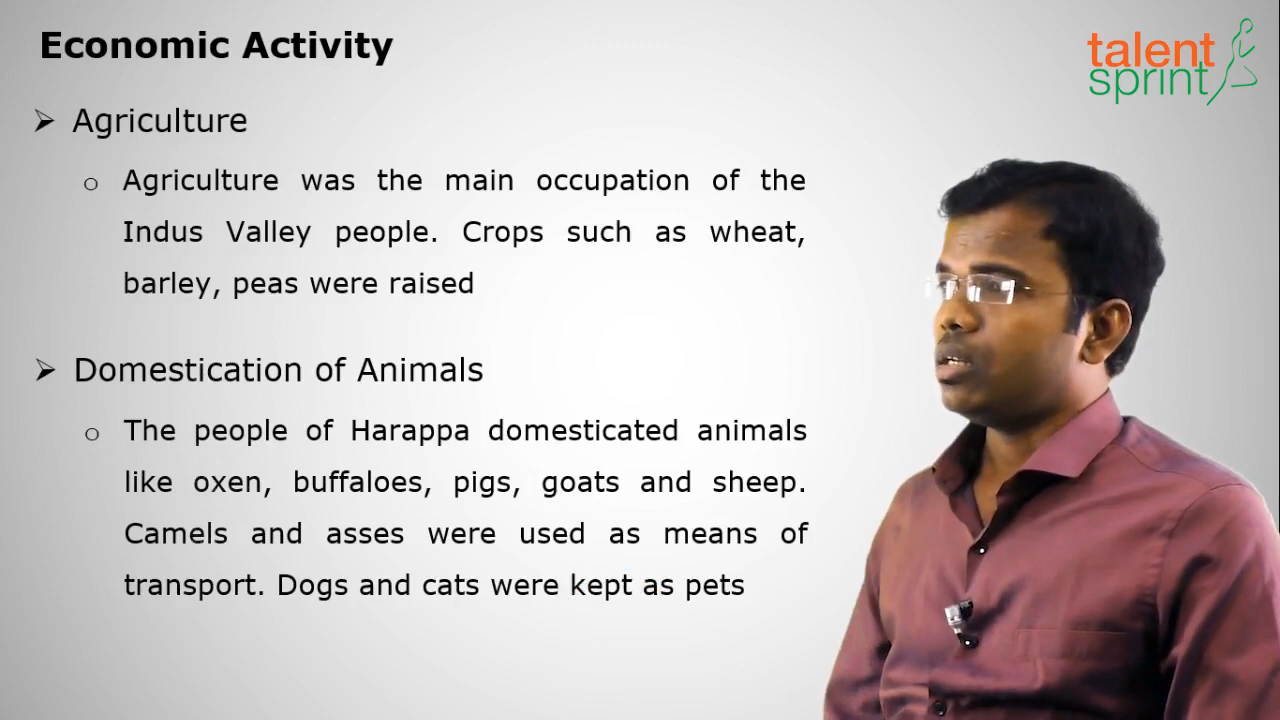 Economic Activity
talent
sprint
➢ Agriculture
o Agriculture was the main occupation of the
Indus Valley people. Crops such as wheat,
barley, peas were raised
➢ Domestication of Animals
o The people of Harappa domesticated animals
like oxen, buffaloes, pigs, goats and sheep.
Camels and asses were used as means of
transport. Dogs and cats were kept as pets